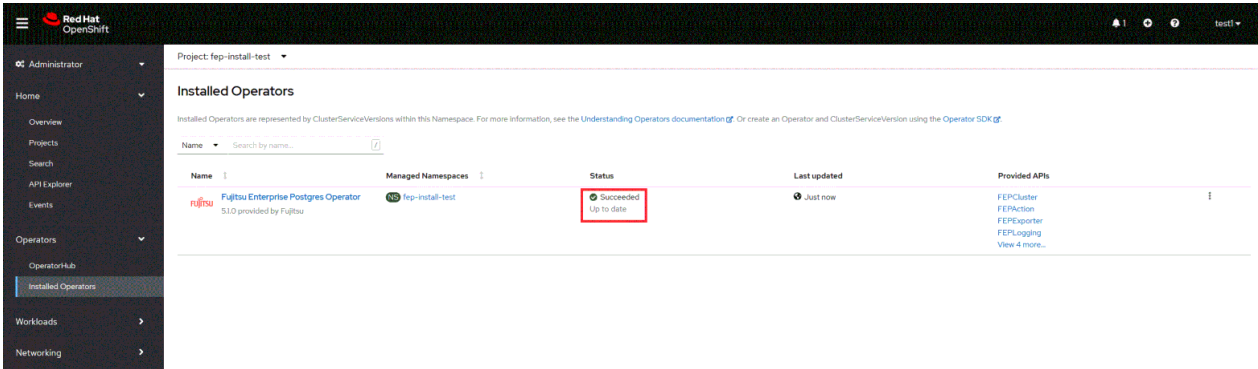 Red Hat
OpenShift
1
test1
Administrator
Home
Overview
Projects
Search
API Explorer
Events
Operators
OperatorHub
Installed Operators
Workloads
Networking
Project: fep-install-test
Installed Operators
Installed Operators are represented by ClusterServiceVersions within this Namespace. For more information, see the Understanding Operators documentation. Or create an Operator and ClusterServiceVersion using the Operator SDK.
Name Search by name... /
Name Managed Namespaces Status Last updated Provided APIs
FUJITSU
Fujitsu Enterprise Postgres Operator
5.1.0 provided by Fujitsu
NS fep-install-test
Succeeded
Up to date
Just now
FEPCluster
FEPAction
FEPExporter
FEPLogging
View 4 more...